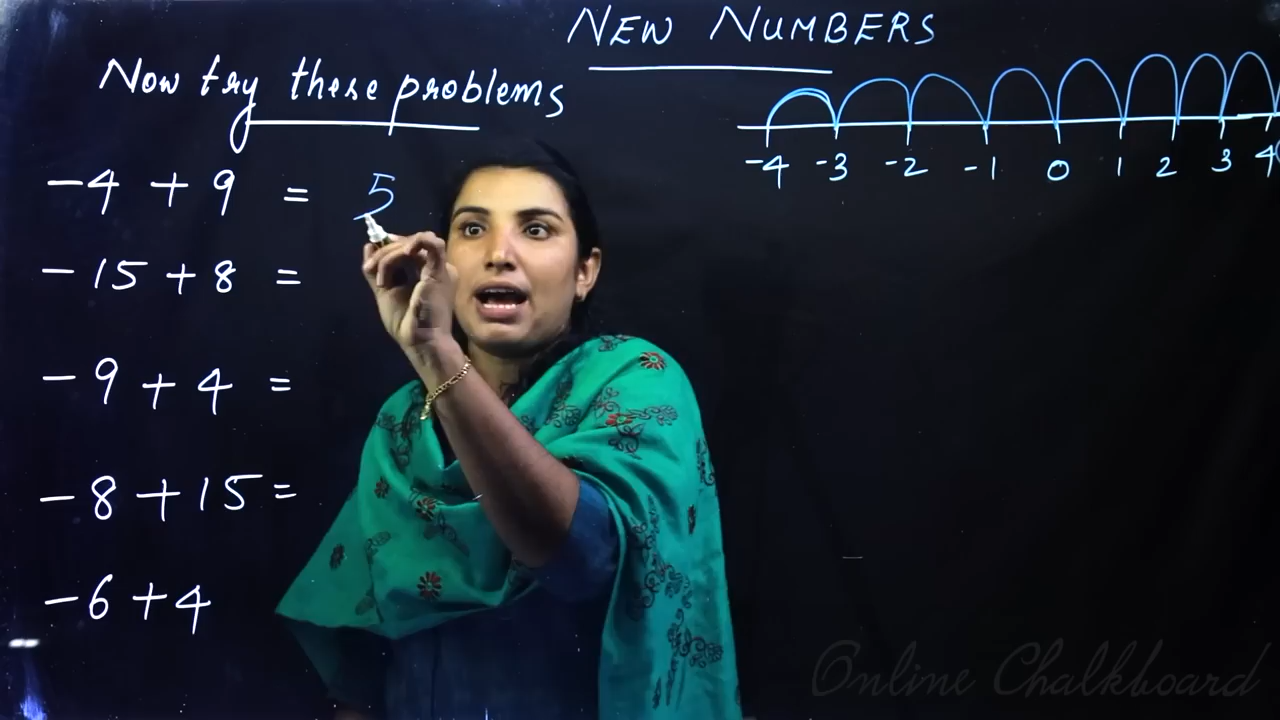 NEW NUMBERS
Now try these problems
-4 -3 -2 -1 0 1 2 3 4
-4 + 9 = 5
-15 + 8 =
-9 + 4 =
-8 + 15 =
-6 + 4
Online Chalkboard